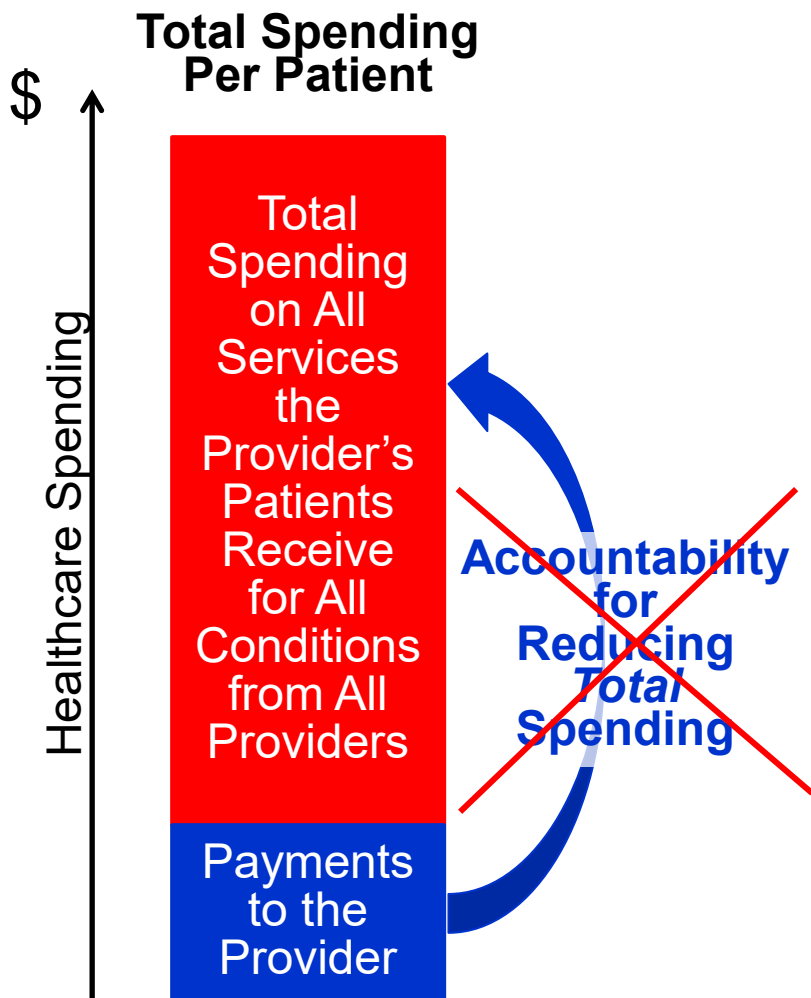 Total Spending
Per Patient
$
Healthcare Spending
Total
Spending
on All
Services
the
Provider’s
Patients
Receive
for All
Conditions
from All
Providers
Accountability
for
Reducing
Total
Spending
Payments
to the
Provider